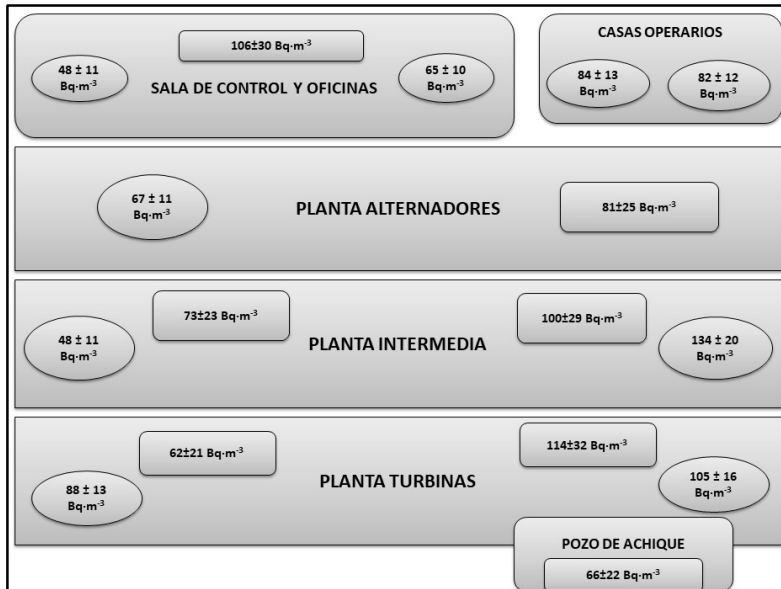 106±30 Bq·m⁻³
48 ± 11
Bq·m⁻³
65 ± 10
Bq·m⁻³
SALA DE CONTROL Y OFICINAS
CASAS OPERARIOS
84 ± 13
Bq·m⁻³
82 ± 12
Bq·m⁻³
67 ± 11
Bq·m⁻³
PLANTA ALTERNADORES
81±25 Bq·m⁻³
73±23 Bq·m⁻³
100±29 Bq·m⁻³
48 ± 11
Bq·m⁻³
PLANTA INTERMEDIA
134 ± 20
Bq·m⁻³
62±21 Bq·m⁻³
114±32 Bq·m⁻³
88 ± 13
Bq·m⁻³
PLANTA TURBINAS
105 ± 16
Bq·m⁻³
POZO DE ACHIQUE
66±22 Bq·m⁻³